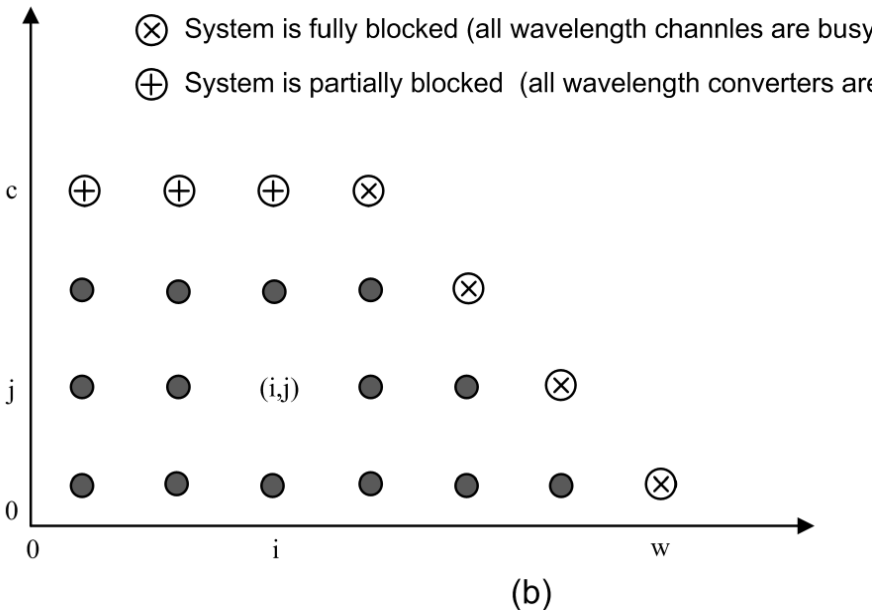 System is fully blocked (all wavelength channles are busy
System is partially blocked (all wavelength converters are
c
j
(i,j)
0
0
i
w
(b)